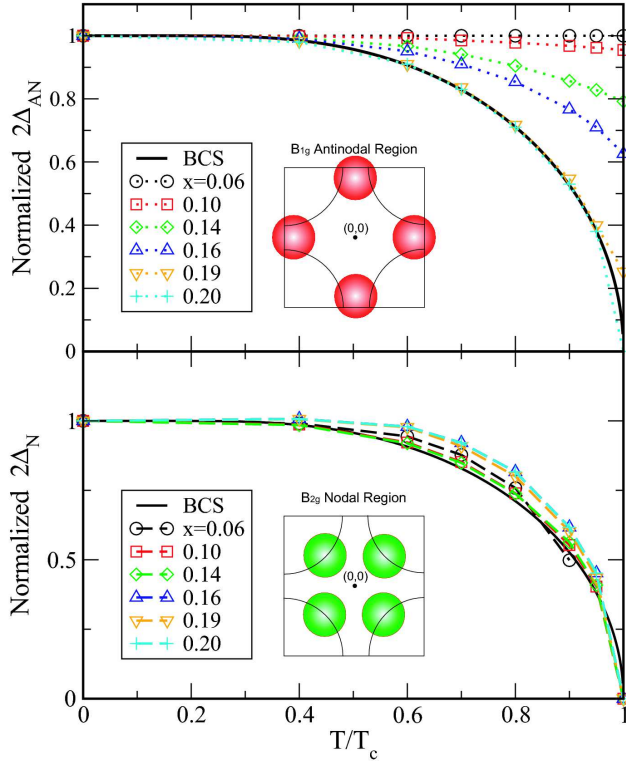 Normalized 2Δ_AN
1
0.8
0.6
0.4
0.2
0
BCS
x=0.06
0.10
0.14
0.16
0.19
0.20
B1g Antinodal Region
(0,0)
Normalized 2Δ_N
1
0.5
0
BCS
x=0.06
0.10
0.14
0.16
0.19
0.20
B2g Nodal Region
(0,0)
0 0.2 0.4 0.6 0.8 1
T/Tc